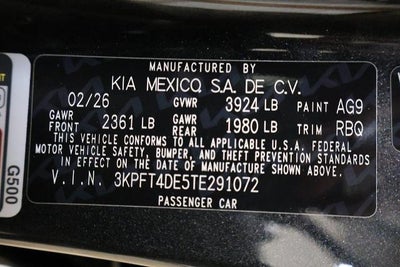 MANUFACTURED BY
KIA MEXICO, S.A. DE C.V.
02/26 GVWR 3924 LB PAINT AG9
GAWR FRONT 2361 LB GAWR REAR 1980 LB TRIM RBQ
THIS VEHICLE CONFORMS TO ALL APPLICABLE U.S.A. FEDERAL
MOTOR VEHICLE SAFETY, BUMPER, AND THEFT PREVENTION STANDARDS
IN EFFECT ON THE DATE OF MANUFACTURE SHOWN ABOVE.
V.I.N. 3KPFT4DE5TE291072
PASSENGER CAR
G500